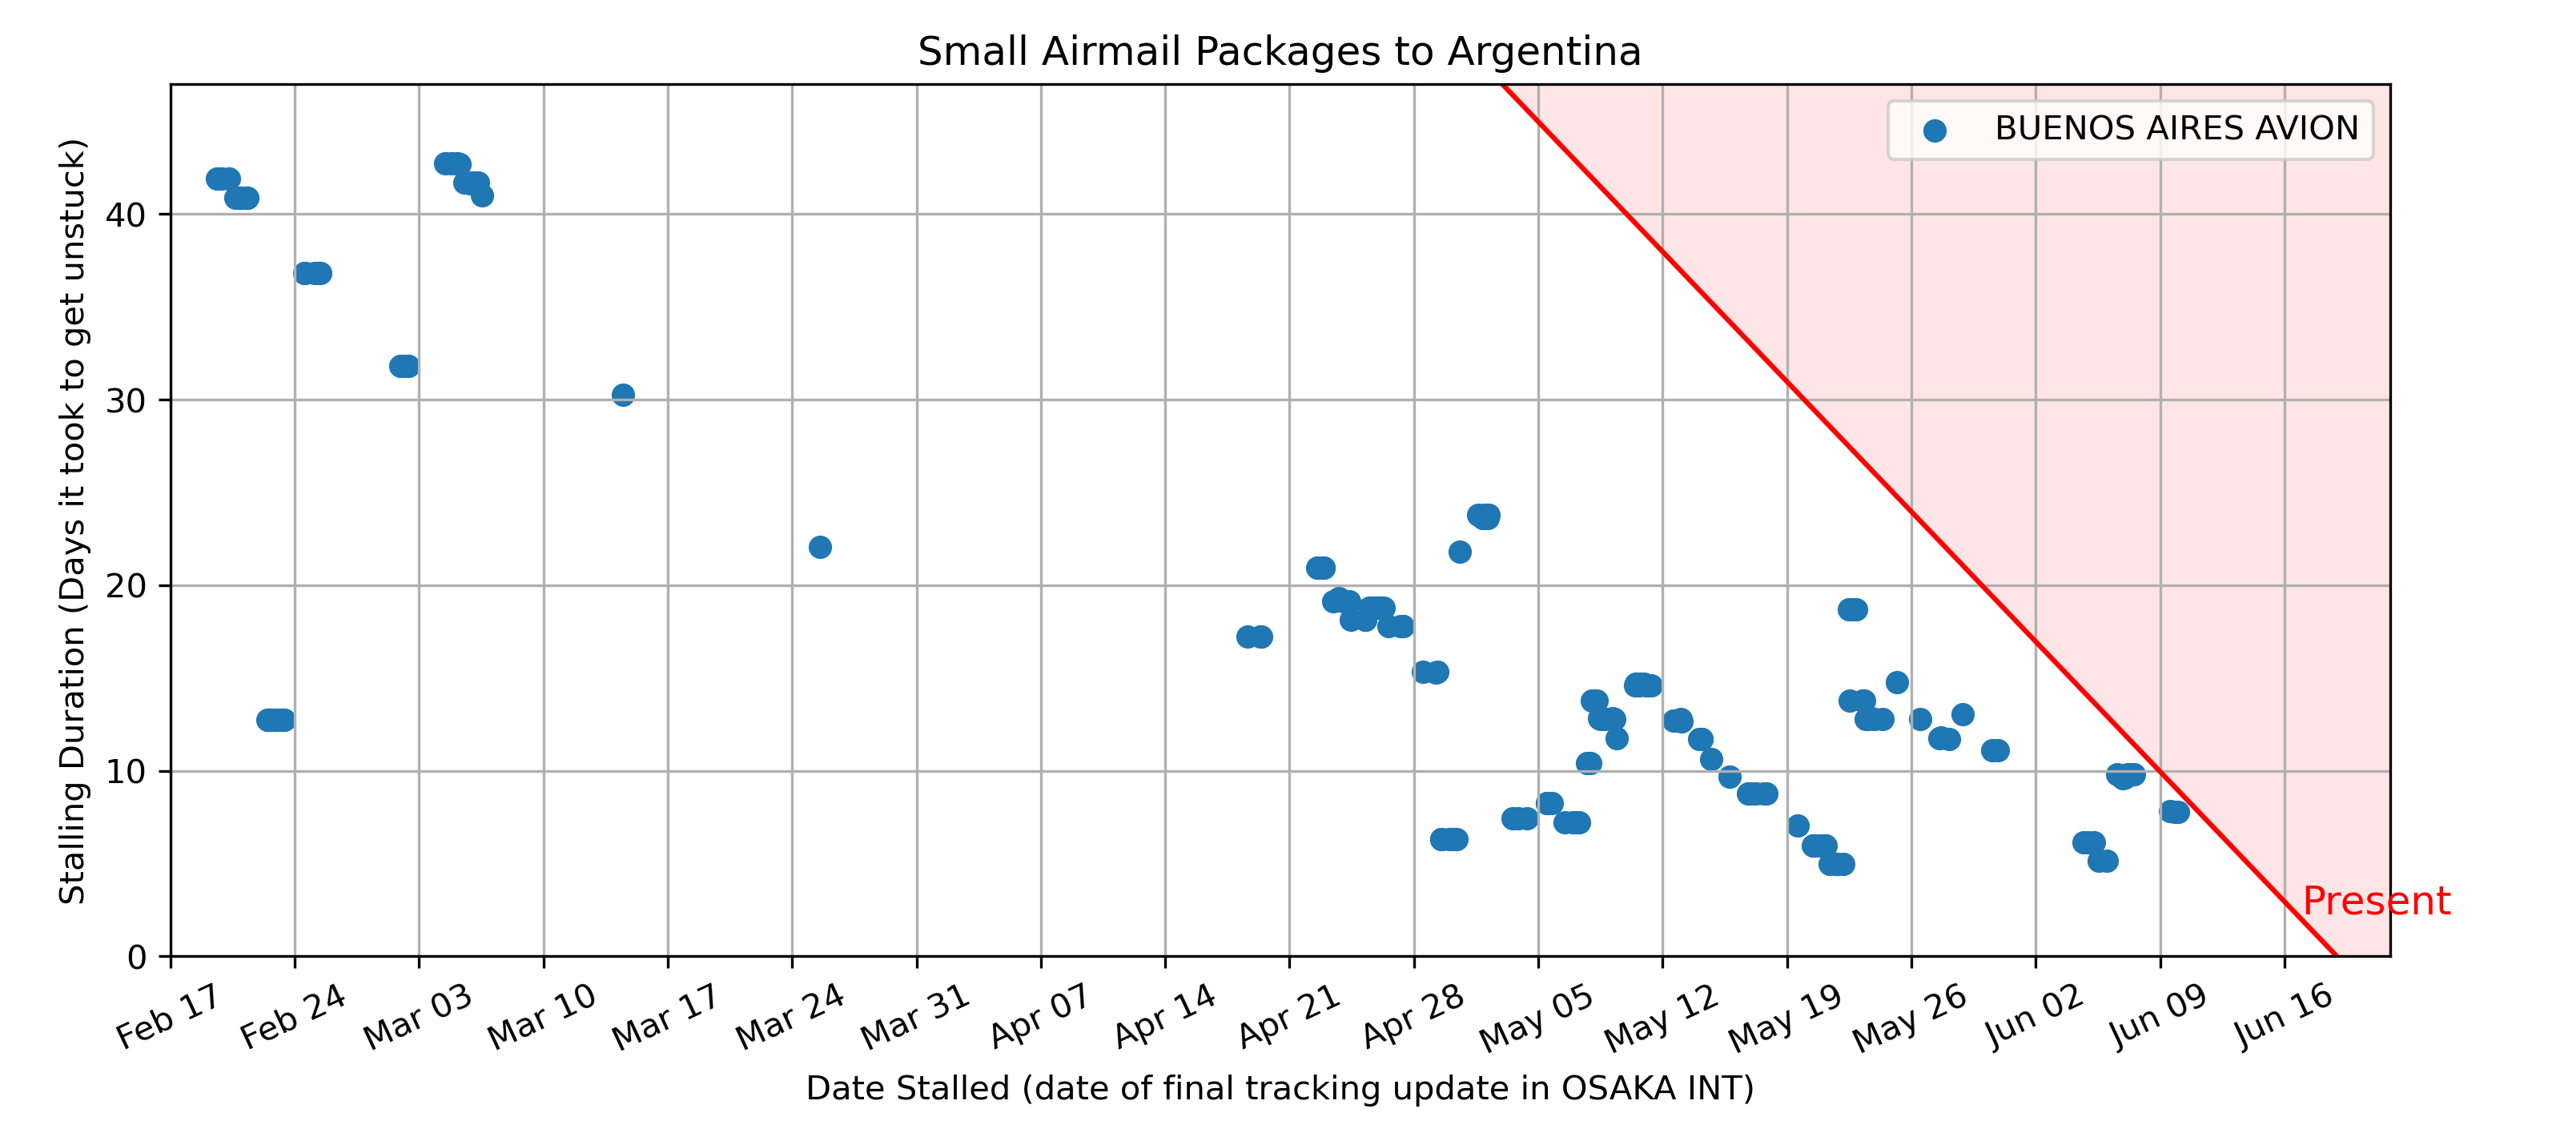 Small Airmail Packages to Argentina
BUENOS AIRES AVION
Stalling Duration (Days it took to get unstuck)
40
30
20
10
0
Present
Feb 17
Feb 24
Mar 03
Mar 10
Mar 17
Mar 24
Mar 31
Apr 07
Apr 14
Apr 21
Apr 28
May 05
May 12
May 19
May 26
Jun 02
Jun 09
Jun 16
Date Stalled (date of final tracking update in OSAKA INT)